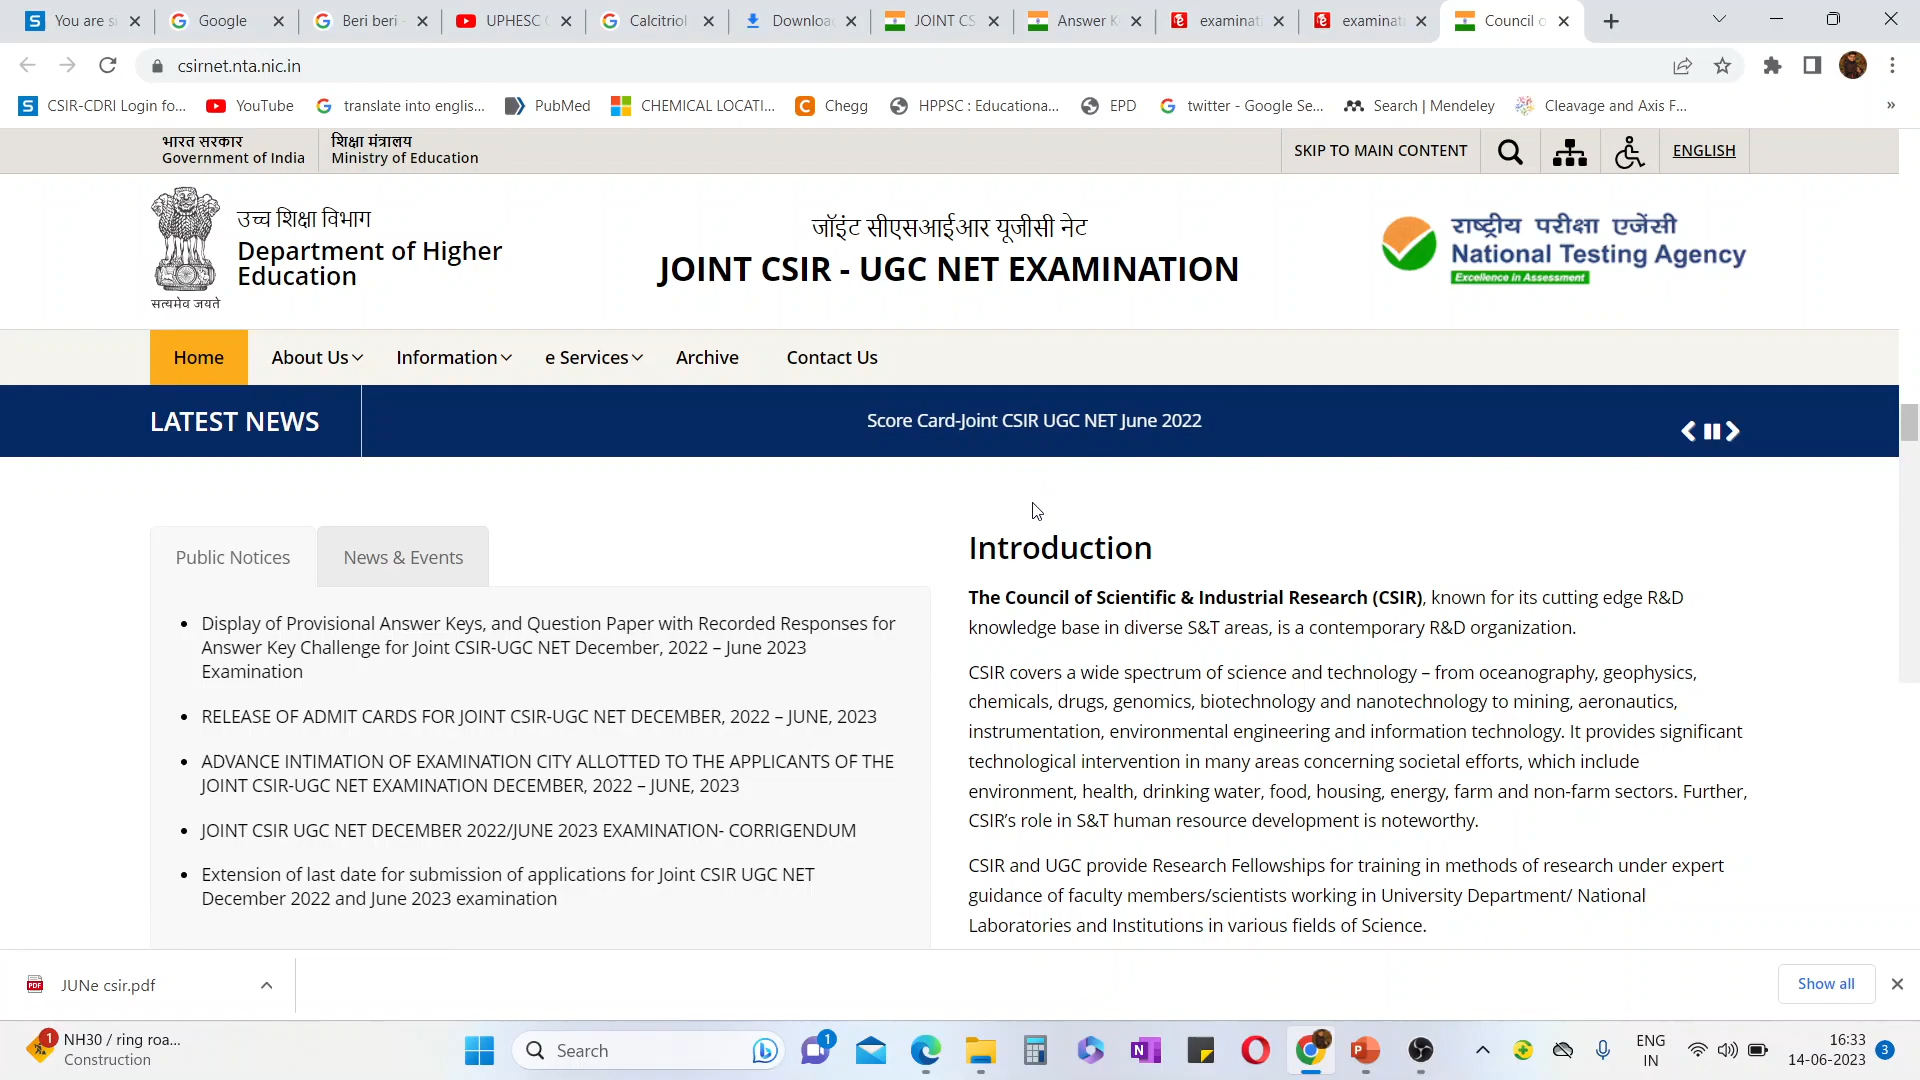 You are s
Google
Beri beri
UPHESC
Calcitriol
Downloa
JOINT CS
Answer K
examinat
examinat
Council o
csirnet.nta.nic.in
CSIR-CDRI Login fo...
YouTube
translate into englis...
PubMed
CHEMICAL LOCATI...
Chegg
HPPSC : Educationa...
EPD
twitter - Google Se...
Search | Mendeley
Cleavage and Axis F...
»
भारत सरकार
Government of India
शिक्षा मंत्रालय
Ministry of Education
SKIP TO MAIN CONTENT
ENGLISH
सत्यमेव जयते
उच्च शिक्षा विभाग
Department of Higher
Education
जॉइंट सीएसआईआर यूजीसी नेट
JOINT CSIR - UGC NET EXAMINATION
राष्ट्रीय परीक्षा एजेंसी
National Testing Agency
Excellence in Assessment
Home
About Us
Information
e Services
Archive
Contact Us
LATEST NEWS
Score Card-Joint CSIR UGC NET June 2022
Public Notices
News & Events
• Display of Provisional Answer Keys, and Question Paper with Recorded Responses for
Answer Key Challenge for Joint CSIR-UGC NET December, 2022 – June 2023
Examination
• RELEASE OF ADMIT CARDS FOR JOINT CSIR-UGC NET DECEMBER, 2022 – JUNE, 2023
• ADVANCE INTIMATION OF EXAMINATION CITY ALLOTTED TO THE APPLICANTS OF THE
JOINT CSIR-UGC NET EXAMINATION DECEMBER, 2022 – JUNE, 2023
• JOINT CSIR UGC NET DECEMBER 2022/JUNE 2023 EXAMINATION- CORRIGENDUM
• Extension of last date for submission of applications for Joint CSIR UGC NET
December 2022 and June 2023 examination
Introduction
The Council of Scientific & Industrial Research (CSIR), known for its cutting edge R&D
knowledge base in diverse S&T areas, is a contemporary R&D organization.
CSIR covers a wide spectrum of science and technology – from oceanography, geophysics,
chemicals, drugs, genomics, biotechnology and nanotechnology to mining, aeronautics,
instrumentation, environmental engineering and information technology. It provides significant
technological intervention in many areas concerning societal efforts, which include
environment, health, drinking water, food, housing, energy, farm and non-farm sectors. Further,
CSIR's role in S&T human resource development is noteworthy.
CSIR and UGC provide Research Fellowships for training in methods of research under expert
guidance of faculty members/scientists working in University Department/ National
Laboratories and Institutions in various fields of Science.
JUNe csir.pdf
Show all
1
NH30 / ring roa...
Construction
Search
1
ENG
IN
16:33
14-06-2023
3